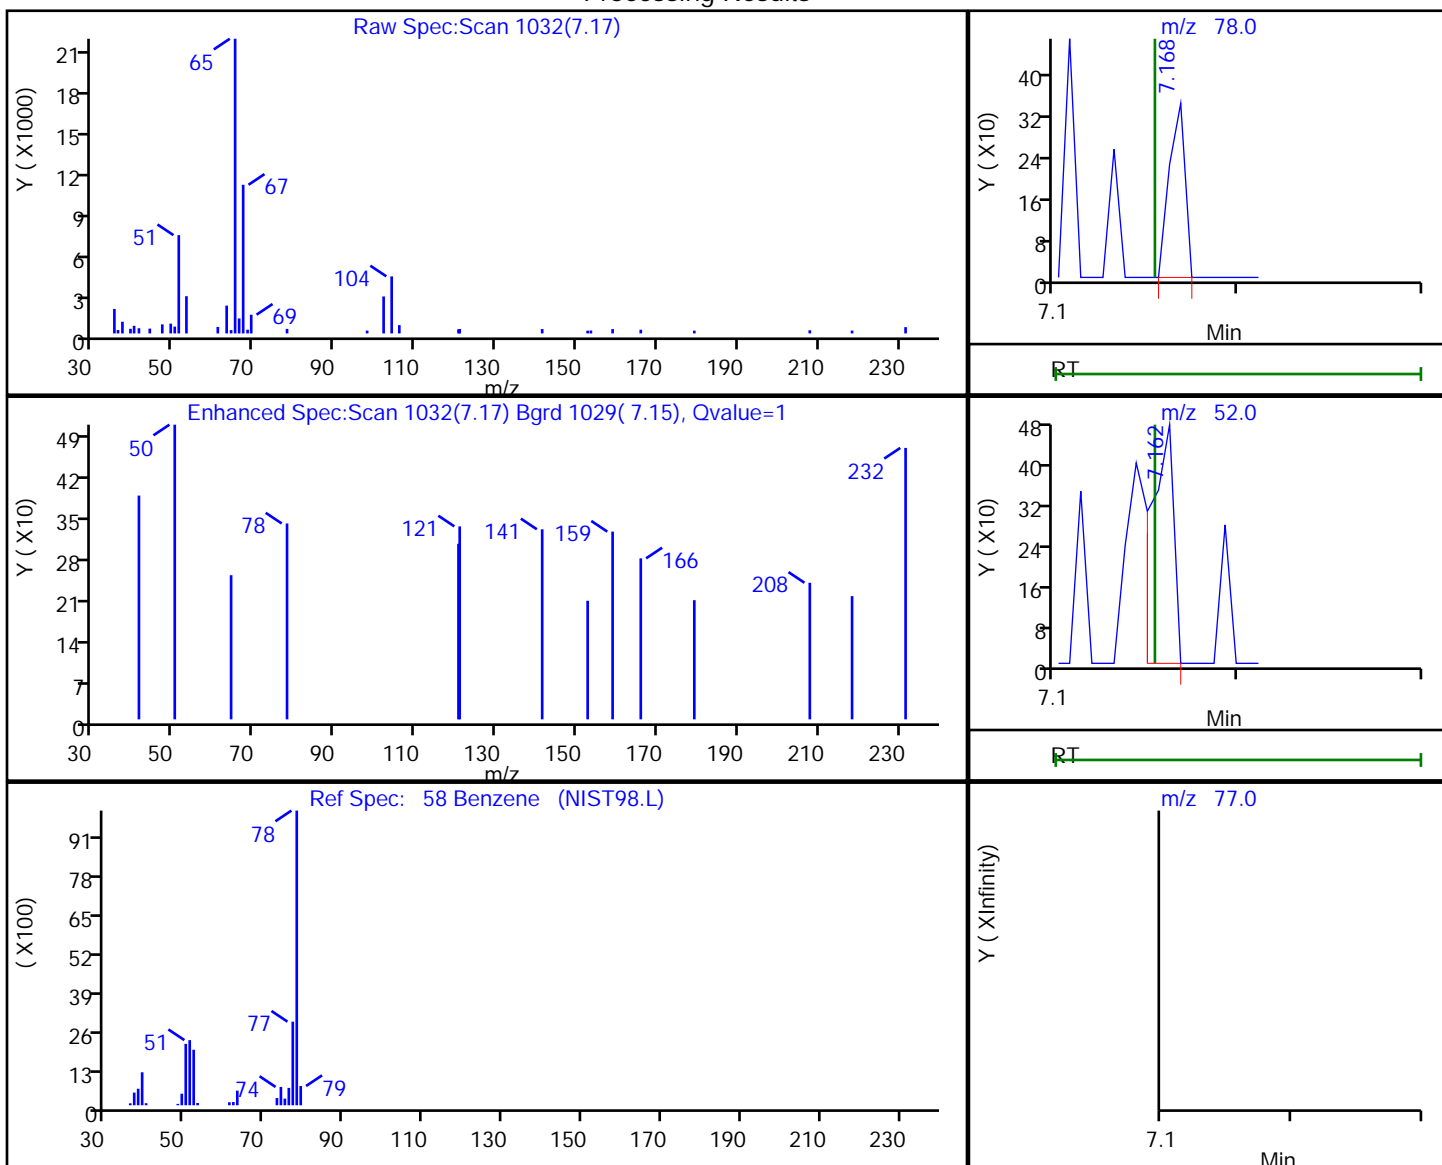 Processing Results
Raw Spec:Scan 1032(7.17)
Y ( X1000)
21
18
15
12
9
6
3
0
65
67
51
104
69
30 50 70 90 110 130 150 170 190 210 230
m/z
m/z 78.0
Y ( X10)
40
32
24
16
8
0
7.168
7.1
Min
RT
Enhanced Spec:Scan 1032(7.17) Bgrd 1029( 7.15), Qvalue=1
Y ( X10)
49
42
35
28
21
14
7
0
50
78
121
141
159
166
208
232
30 50 70 90 110 130 150 170 190 210 230
m/z
m/z 52.0
Y ( X10)
48
40
32
24
16
8
0
7.162
7.1
Min
RT
Ref Spec: 58 Benzene (NIST98.L)
( X100)
91
78
65
52
39
26
13
0
78
77
51
74
79
30 50 70 90 110 130 150 170 190 210 230
m/z 77.0
Y ( XInfinity)
7.1
Min